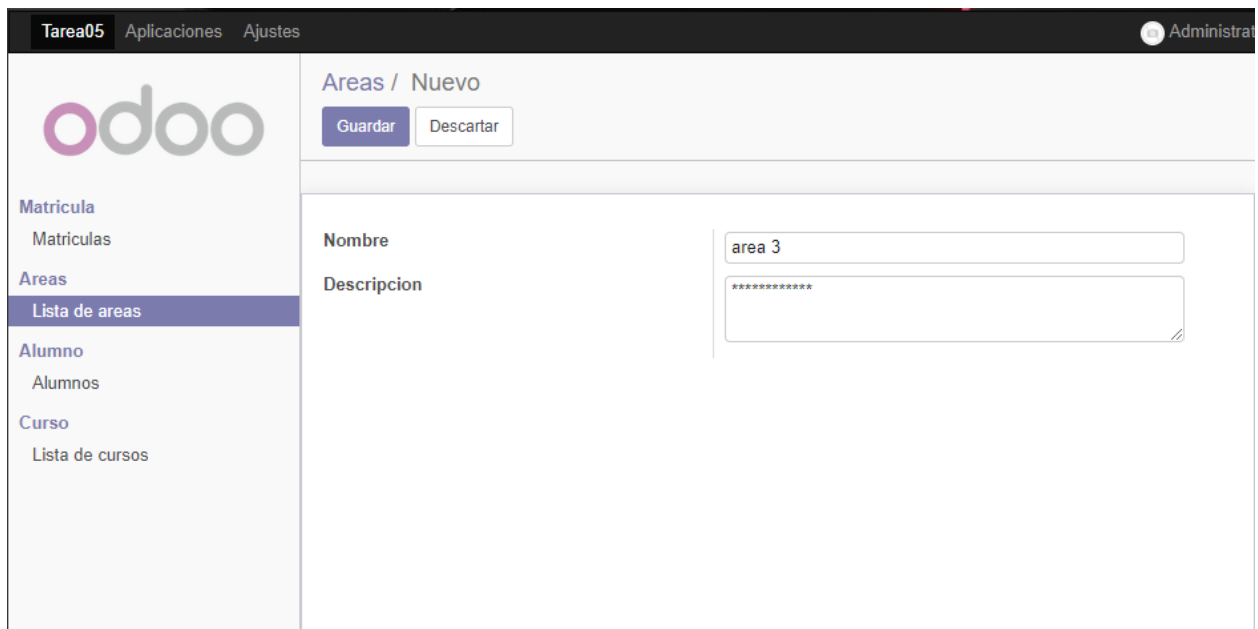 Tarea05 Aplicaciones Ajustes Administrat
odoo
Areas / Nuevo
Guardar Descartar
Matricula
Matriculas
Areas
Lista de areas
Alumno
Alumnos
Curso
Lista de cursos
Nombre area 3
Descripcion ************